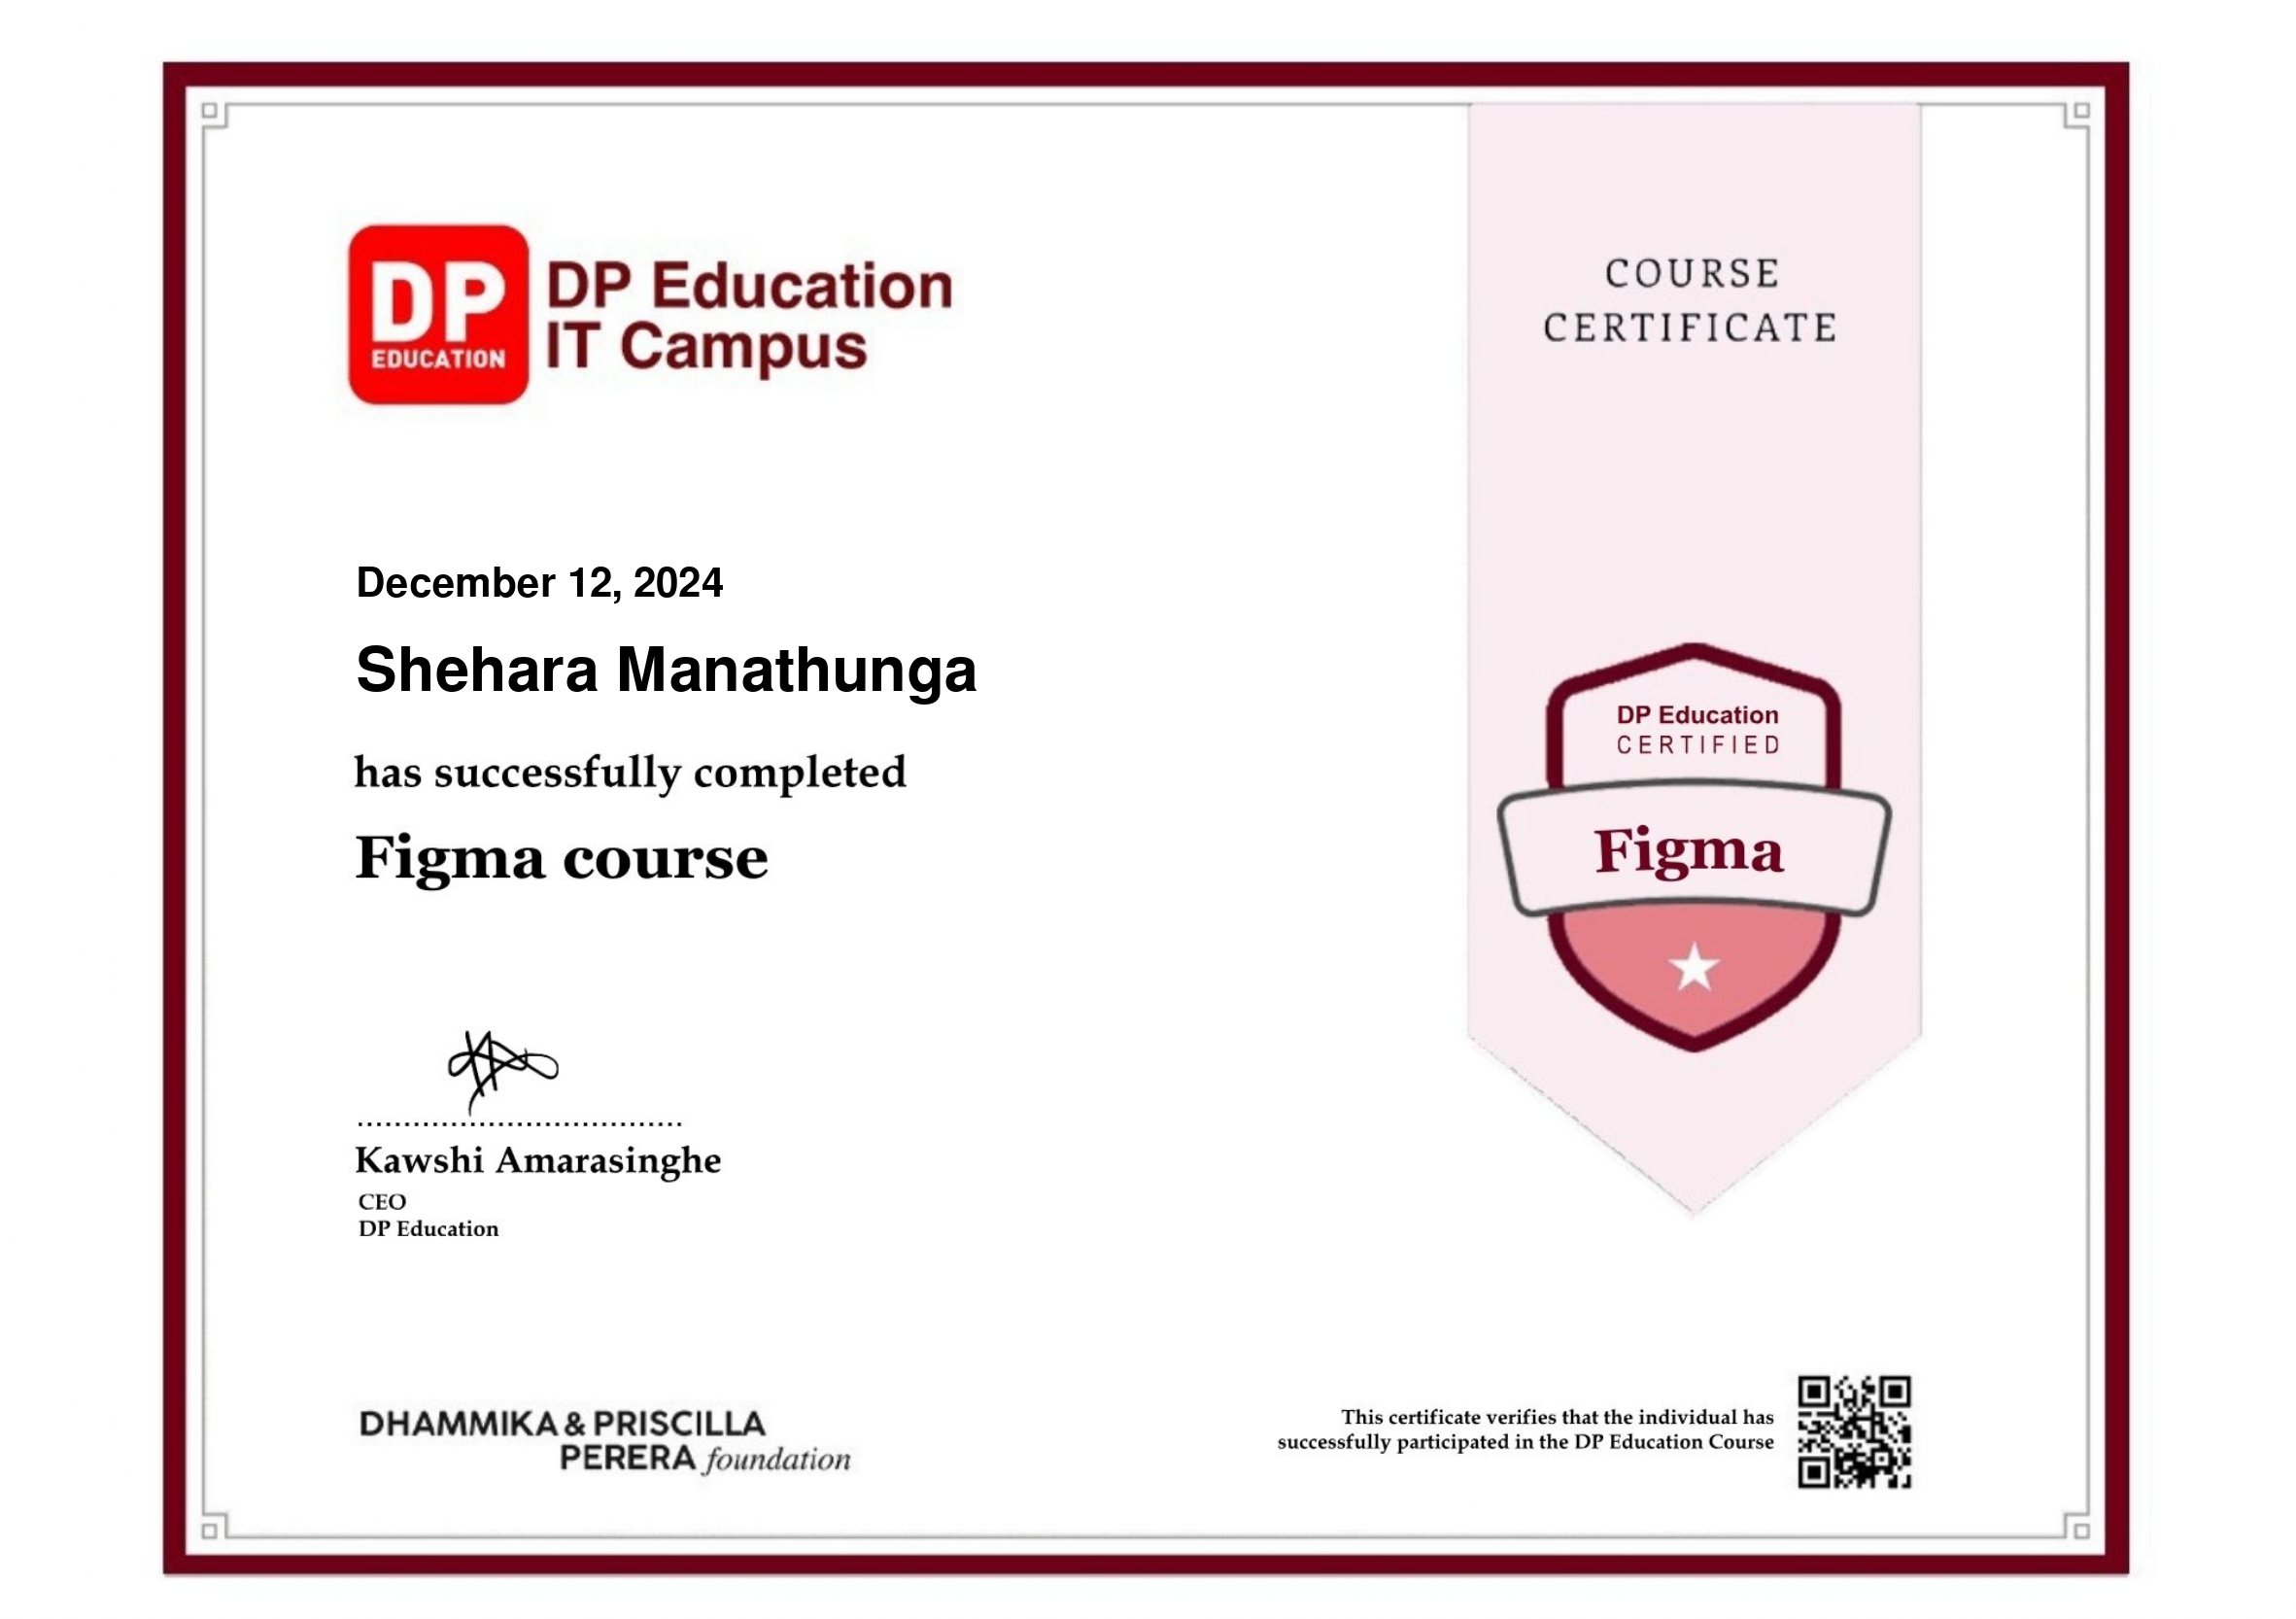 DP
EDUCATION
DP Education
IT Campus
COURSE
CERTIFICATE
December 12, 2024
Shehara Manathunga
has successfully completed
Figma course
DP Education
CERTIFIED
Figma
Kawshi Amarasinghe
CEO
DP Education
DHAMMIKA & PRISCILLA
PERERA foundation
This certificate verifies that the individual has
successfully participated in the DP Education Course